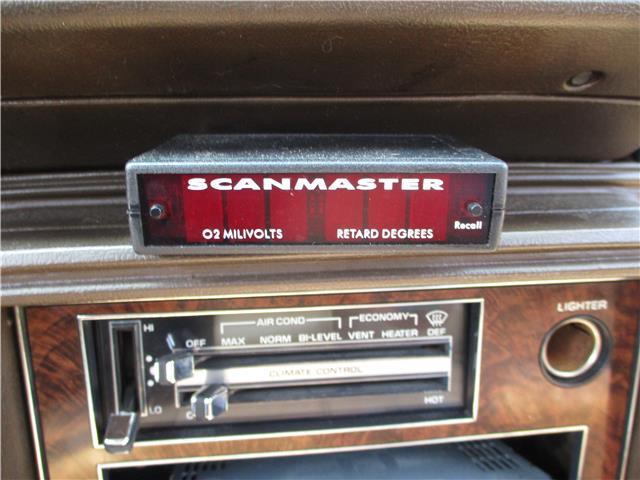 SCANMASTER
O2 MILIVOLTS RETARD DEGREES Recall
HI
OFF
AIR COND
ECONOMY
MAX NORM BI-LEVEL VENT HEATER DEF
LIGHTER
CLIMATE CONTROL
LO
HOT